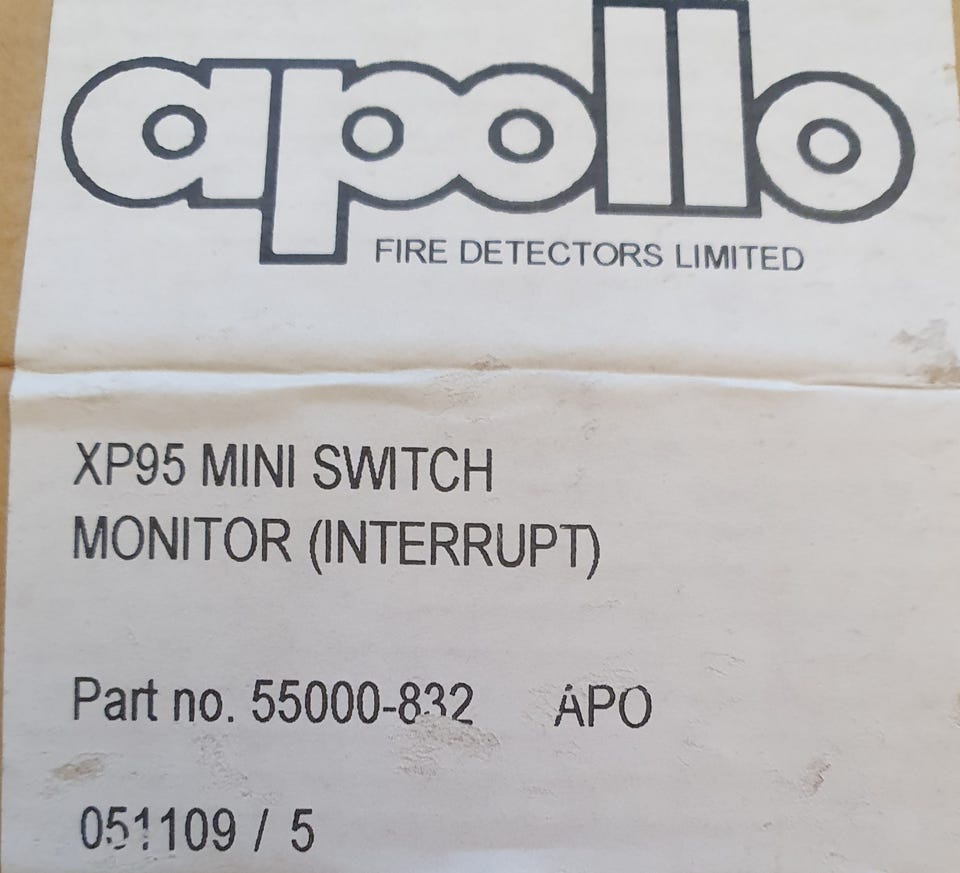 apollo
FIRE DETECTORS LIMITED
XP95 MINI SWITCH
MONITOR (INTERRUPT)
Part no. 55000-832 APO
051109 / 5